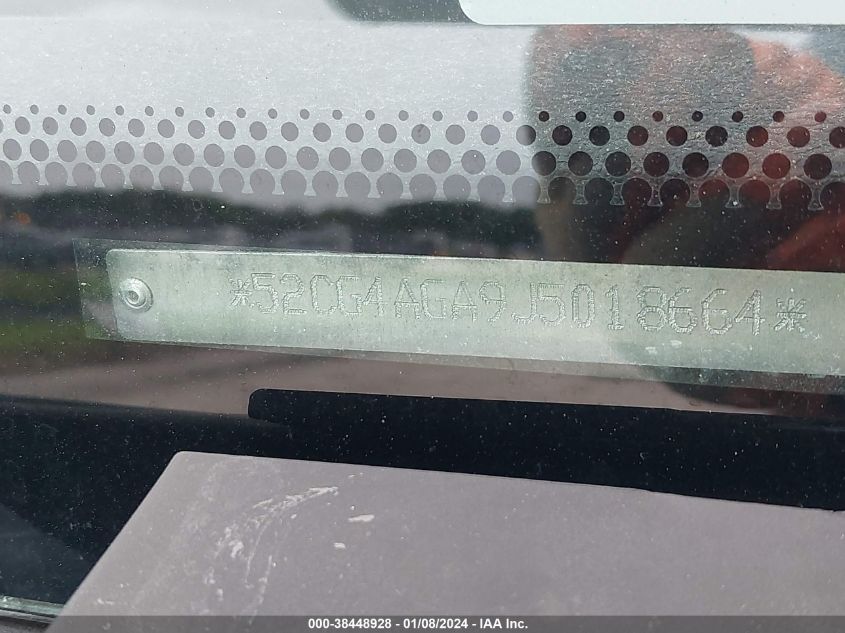 *52CG4AGA9J5018664*
000-38448928 - 01/08/2024 - IAA Inc.